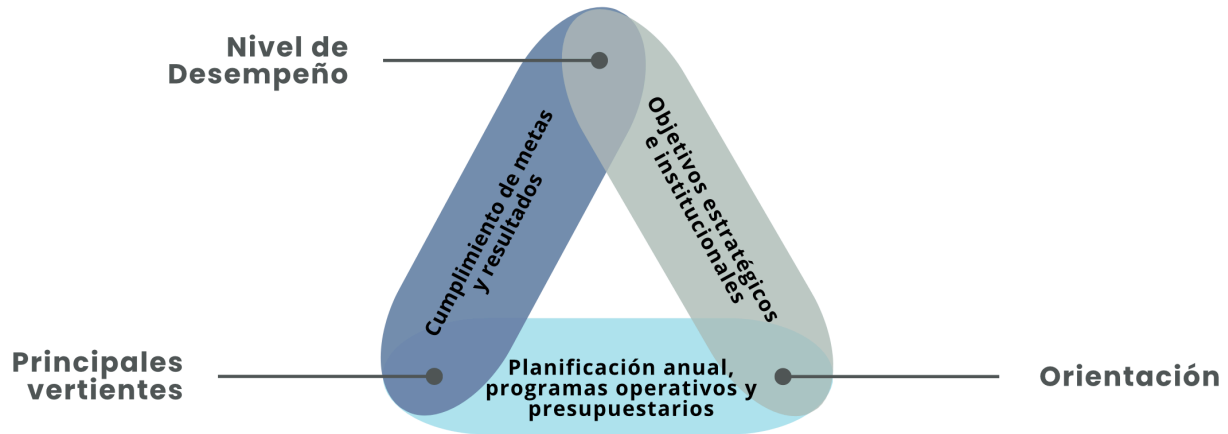 Nivel de
Desempeño
Cumplimiento de metas
y resultados
Objetivos estratégicos
e institucionales
Principales
vertientes
Planificación anual,
programas operativos y
presupuestarios
Orientación